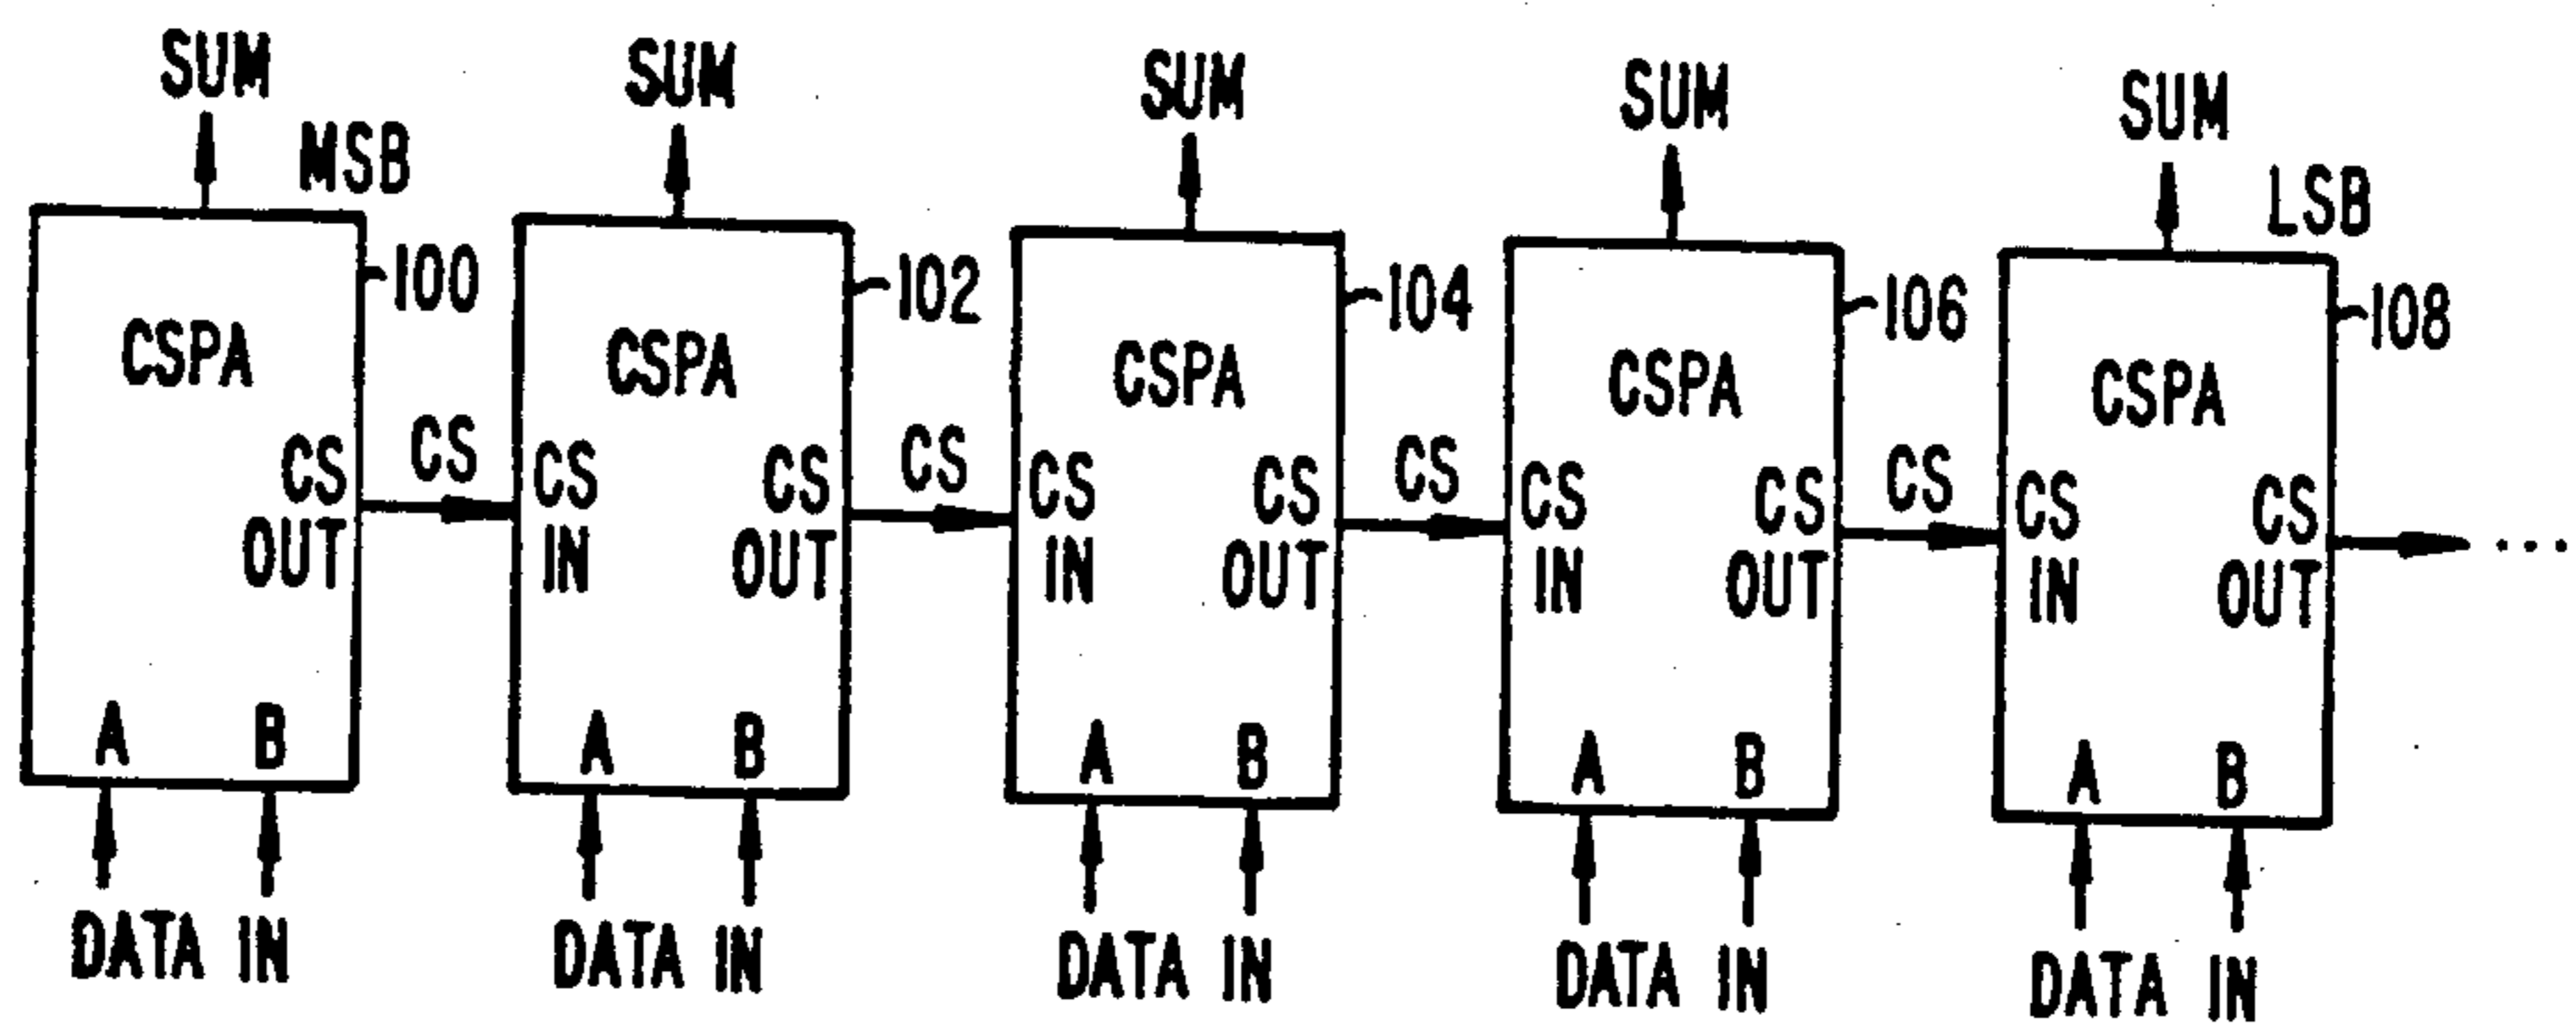 SUM SUM SUM SUM SUM
MSB LSB
100 102 104 106 108
CSPA CSPA CSPA CSPA CSPA
CS CS CS CS
CS OUT CS IN CS OUT CS IN CS OUT CS IN CS OUT CS IN CS OUT ...
A B A B A B A B A B
DATA IN DATA IN DATA IN DATA IN DATA IN